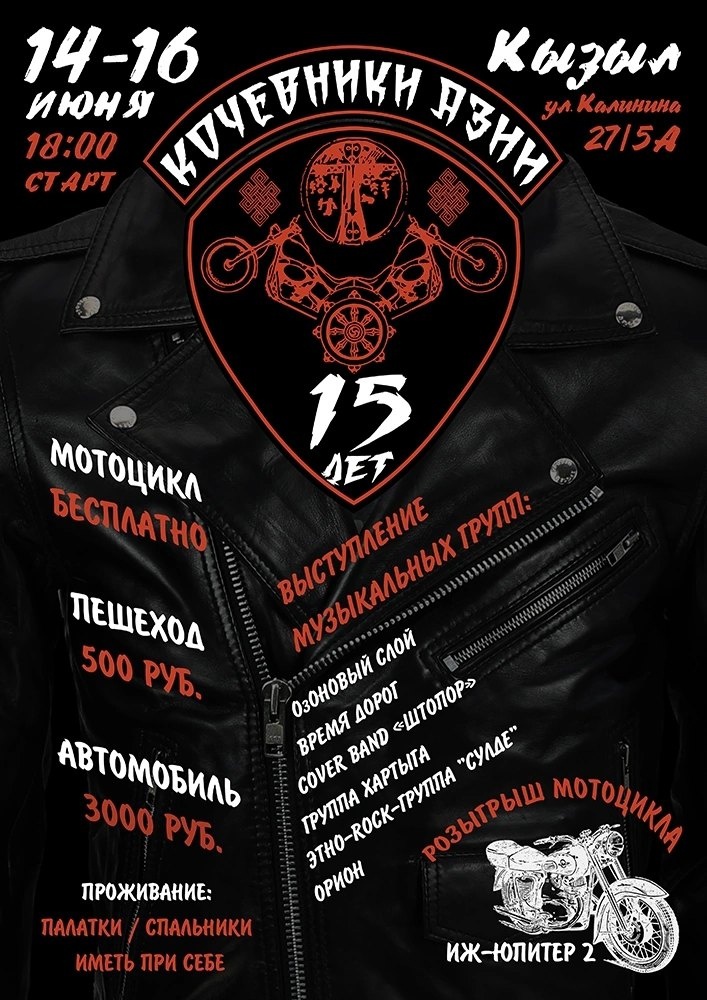 14-16
ИЮНЯ
18:00
СТАРТ
Кызыл
ул. Калинина
27/5А
КОЧЕВНИКИ АЗИИ
15
ЛЕТ
МОТОЦИКЛ
БЕСПЛАТНО
ПЕШЕХОД
500 РУБ.
АВТОМОБИЛЬ
3000 РУБ.
ПРОЖИВАНИЕ:
ПАЛАТКИ / СПАЛЬНИКИ
ИМЕТЬ ПРИ СЕБЕ
ВЫСТУПЛЕНИЕ
МУЗЫКАЛЬНЫХ ГРУПП:
ОзОНОВЫЙ СЛОЙ
ВРЕМЯ ДОРОГ
COVER BAND «ШТОПОР»
ГРУППА ХАРТЫГА
ЭТНО-ROCK-ГРУППА "СУЛДЕ"
ОРИОН
РОЗЫГРЫШ МОТОЦИКЛА
ИЖ-ЮПИТЕР 2